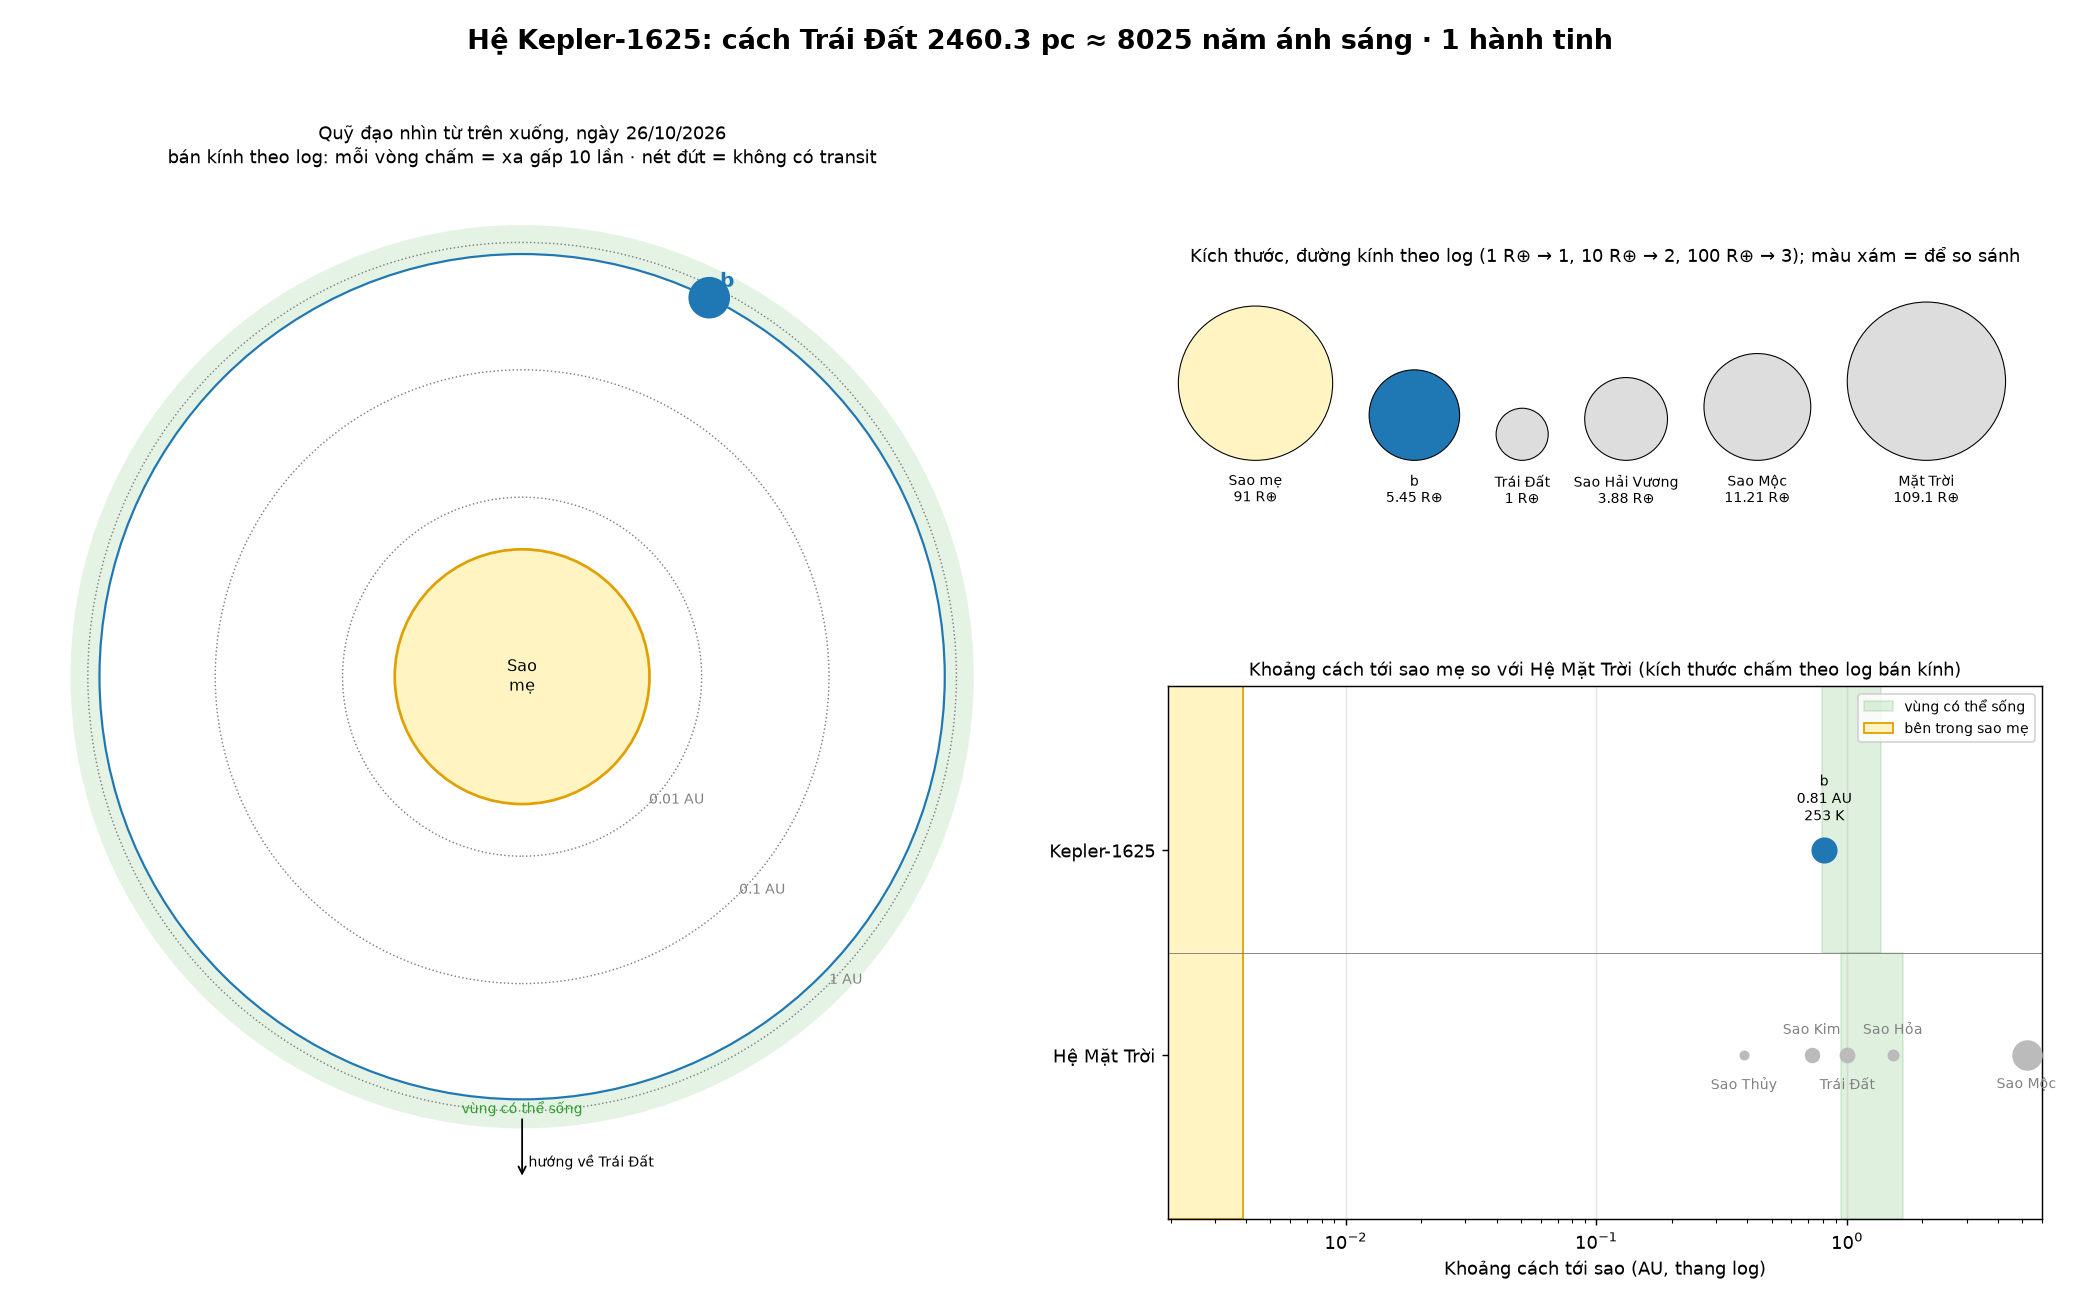 Hệ Kepler-1625: cách Trái Đất 2460.3 pc ≈ 8025 năm ánh sáng · 1 hành tinh
Quỹ đạo nhìn từ trên xuống, ngày 26/10/2026
bán kính theo log: mỗi vòng chấm = xa gấp 10 lần · nét đứt = không có transit
b
Sao
mẹ
0.01 AU
0.1 AU
1 AU
vùng có thể sống
hướng về Trái Đất
Kích thước, đường kính theo log (1 R⊕ → 1, 10 R⊕ → 2, 100 R⊕ → 3); màu xám = để so sánh
Sao mẹ
91 R⊕
b
5.45 R⊕
Trái Đất
1 R⊕
Sao Hải Vương
3.88 R⊕
Sao Mộc
11.21 R⊕
Mặt Trời
109.1 R⊕
Khoảng cách tới sao mẹ so với Hệ Mặt Trời (kích thước chấm theo log bán kính)
vùng có thể sống
bên trong sao mẹ
b
0.81 AU
253 K
Kepler-1625
Hệ Mặt Trời
Sao Kim
Sao Hỏa
Sao Thủy
Trái Đất
Sao Mộc
10⁻²
10⁻¹
10⁰
Khoảng cách tới sao (AU, thang log)